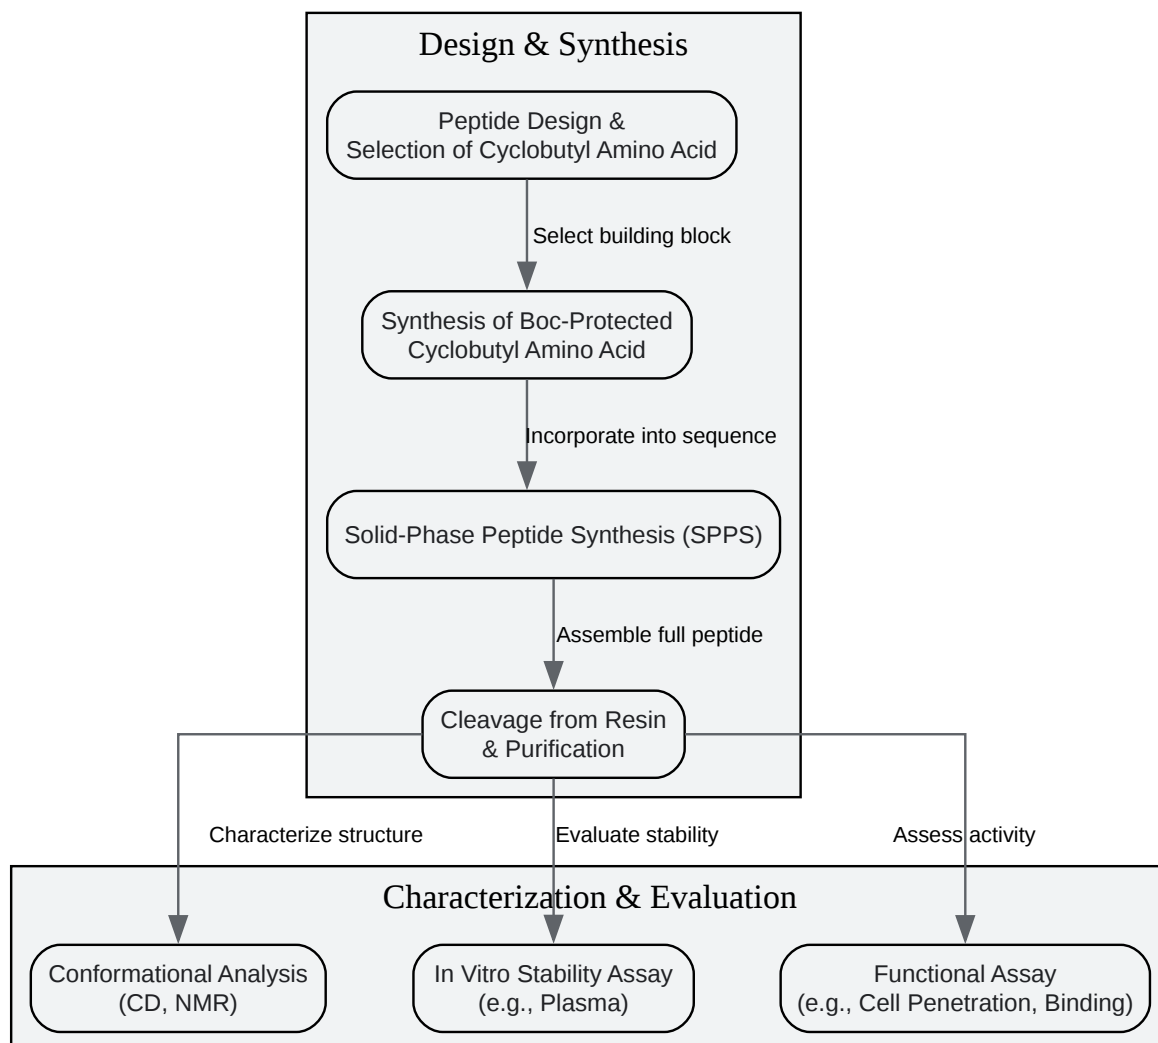 Design & Synthesis
Peptide Design &
Selection of Cyclobutyl Amino Acid
Select building block
Synthesis of Boc-Protected
Cyclobutyl Amino Acid
Incorporate into sequence
Solid-Phase Peptide Synthesis (SPPS)
Assemble full peptide
Cleavage from Resin
& Purification
Characterize structure
Evaluate stability
Assess activity
Characterization & Evaluation
Conformational Analysis
(CD, NMR)
In Vitro Stability Assay
(e.g., Plasma)
Functional Assay
(e.g., Cell Penetration, Binding)